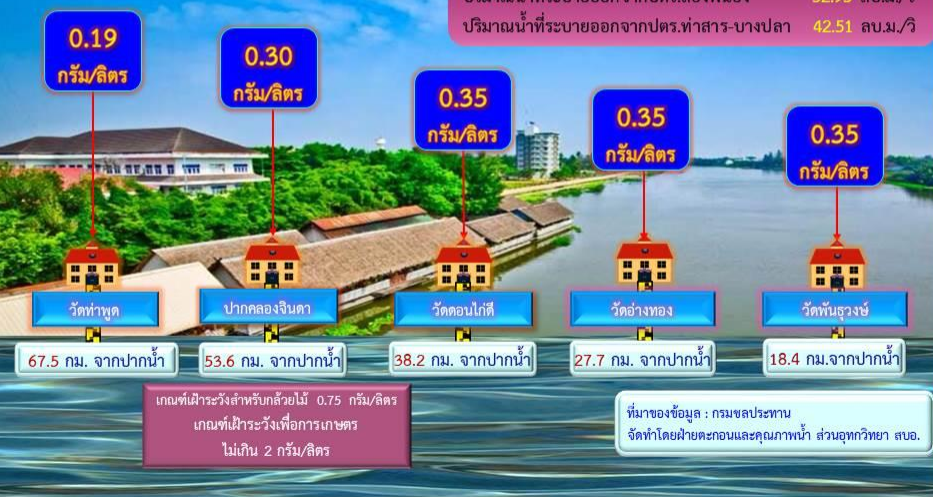 ปริมาณน้ำที่ระบายออกจากปตร.ท่าสาร-บางปลา 42.51 ลบ.ม./วิ
0.19
กรัม/ลิตร
0.30
กรัม/ลิตร
0.35
กรัม/ลิตร
0.35
กรัม/ลิตร
0.35
กรัม/ลิตร
วัดท่าพูด
ปากคลองจินดา
วัดดอนไก่ดี
วัดอ่างทอง
วัดพันธุวงษ์
67.5 กม. จากปากน้ำ
53.6 กม. จากปากน้ำ
38.2 กม. จากปากน้ำ
27.7 กม. จากปากน้ำ
18.4 กม.จากปากน้ำ
เกณฑ์เฝ้าระวังสำหรับกล้วยไม้ 0.75 กรัม/ลิตร
เกณฑ์เฝ้าระวังเพื่อการเกษตร
ไม่เกิน 2 กรัม/ลิตร
ที่มาของข้อมูล : กรมชลประทาน
จัดทำโดยฝ่ายตะกอนและคุณภาพน้ำ ส่วนอุทกวิทยา สบอ.